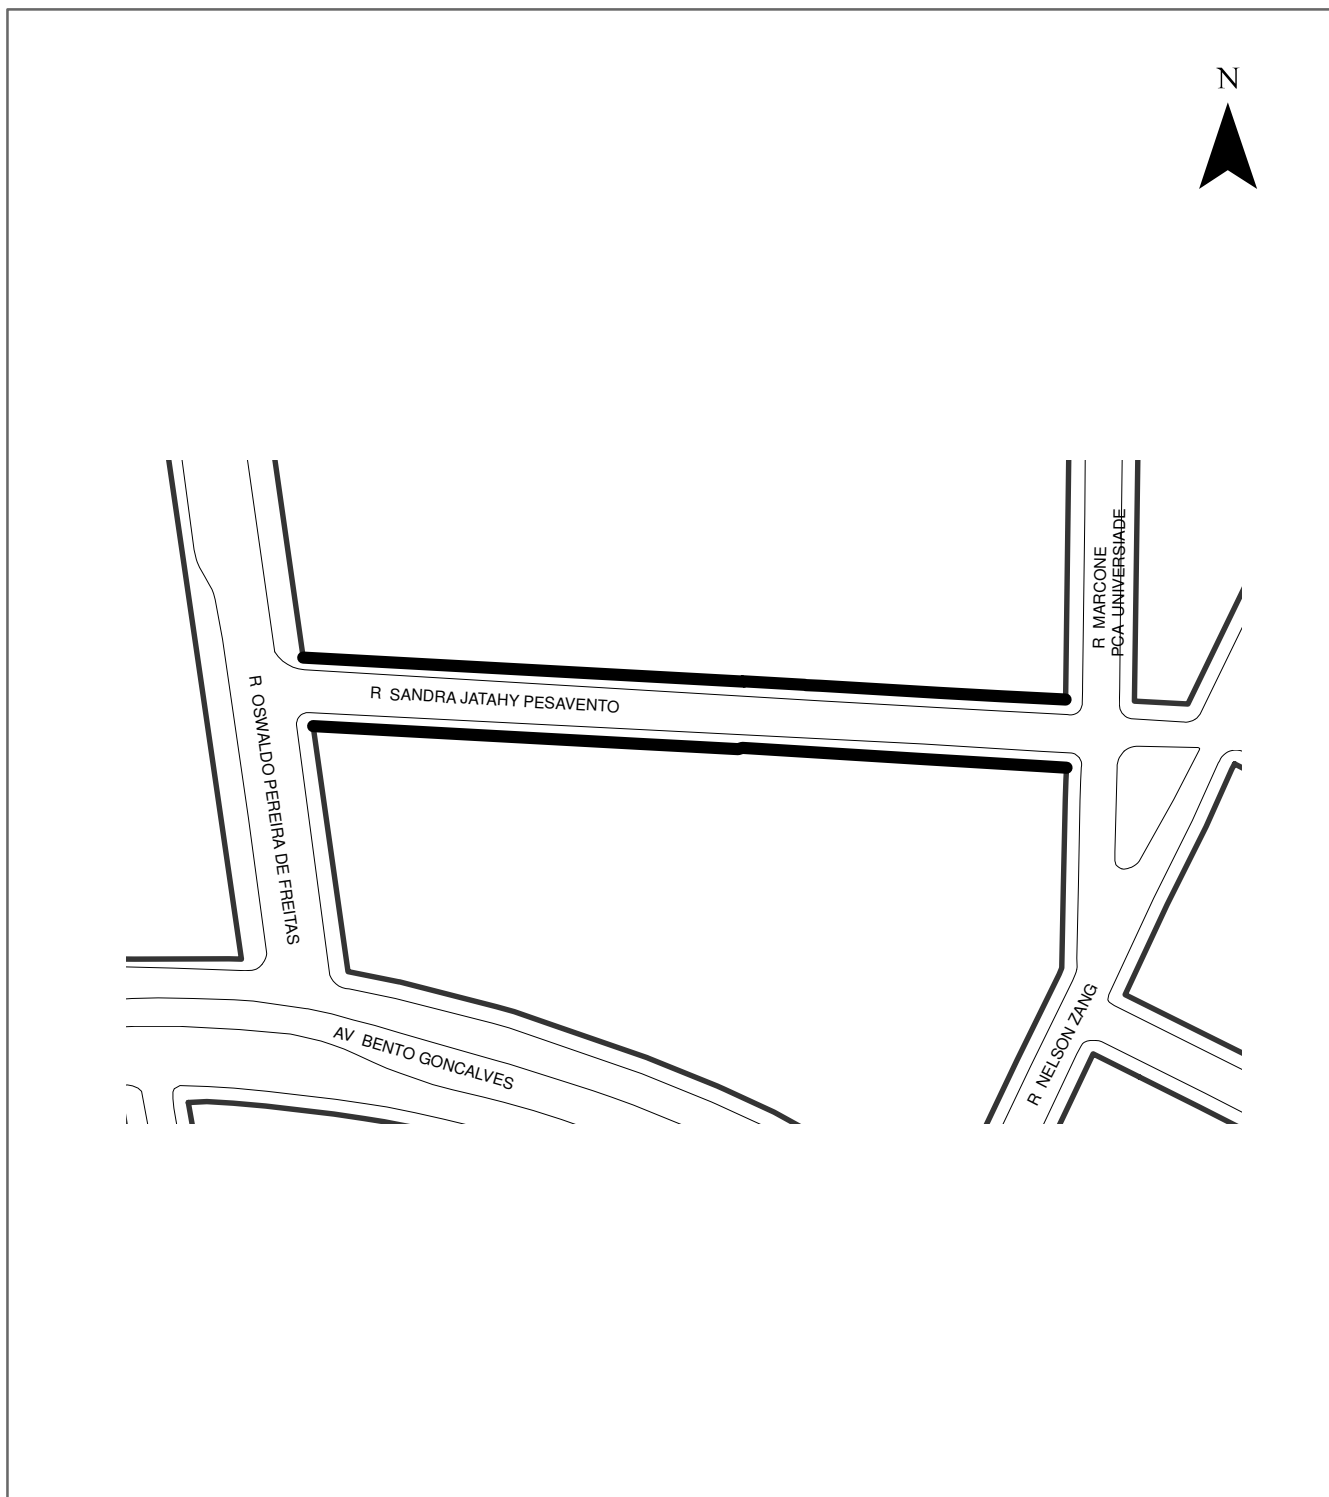 N
R MARCONE
PCA UNIVERSIADE
R SANDRA JATAHY PESAVENTO
R OSWALDO PEREIRA DE FREITAS
AV BENTO GONCALVES
R NELSON ZANG